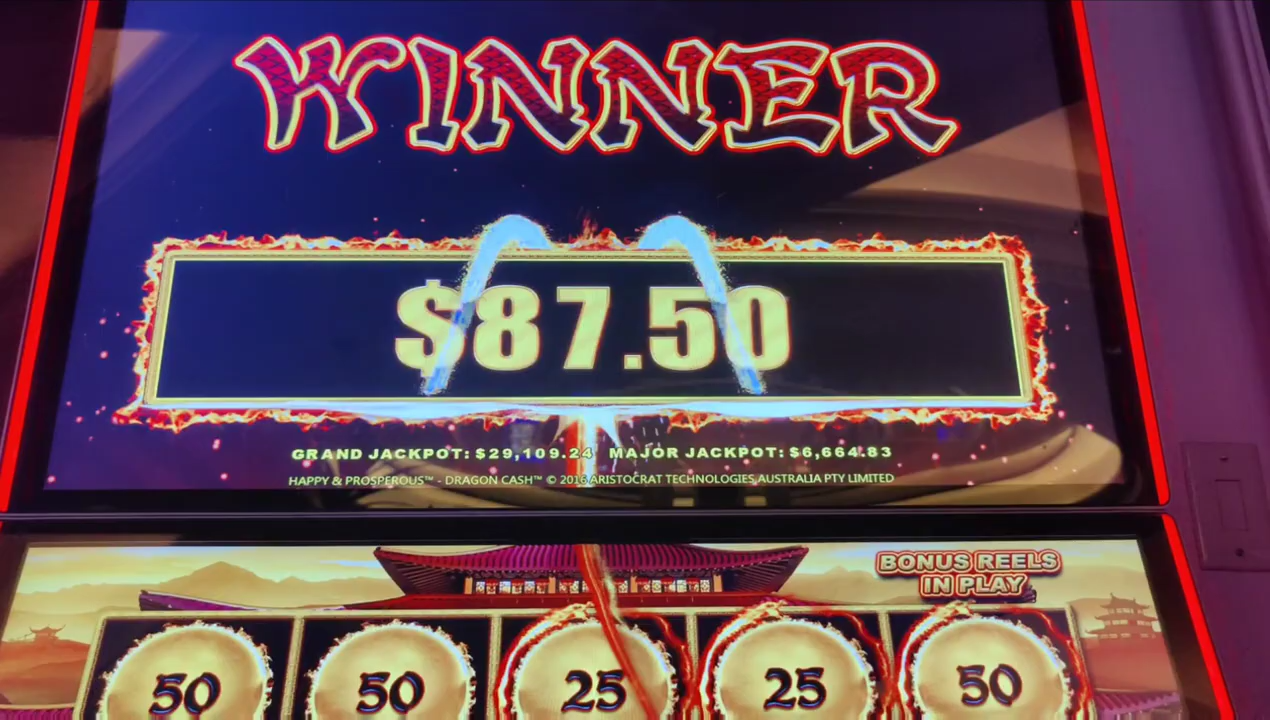 WINNER
$87.50
GRAND JACKPOT: $29,109.24 MAJOR JACKPOT: $6,664.83
HAPPY & PROSPEROUS™ - DRAGON CASH™ © 2016 ARISTOCRAT TECHNOLOGIES AUSTRALIA PTY LIMITED
BONUS REELS
IN PLAY
50 50 25 25 50